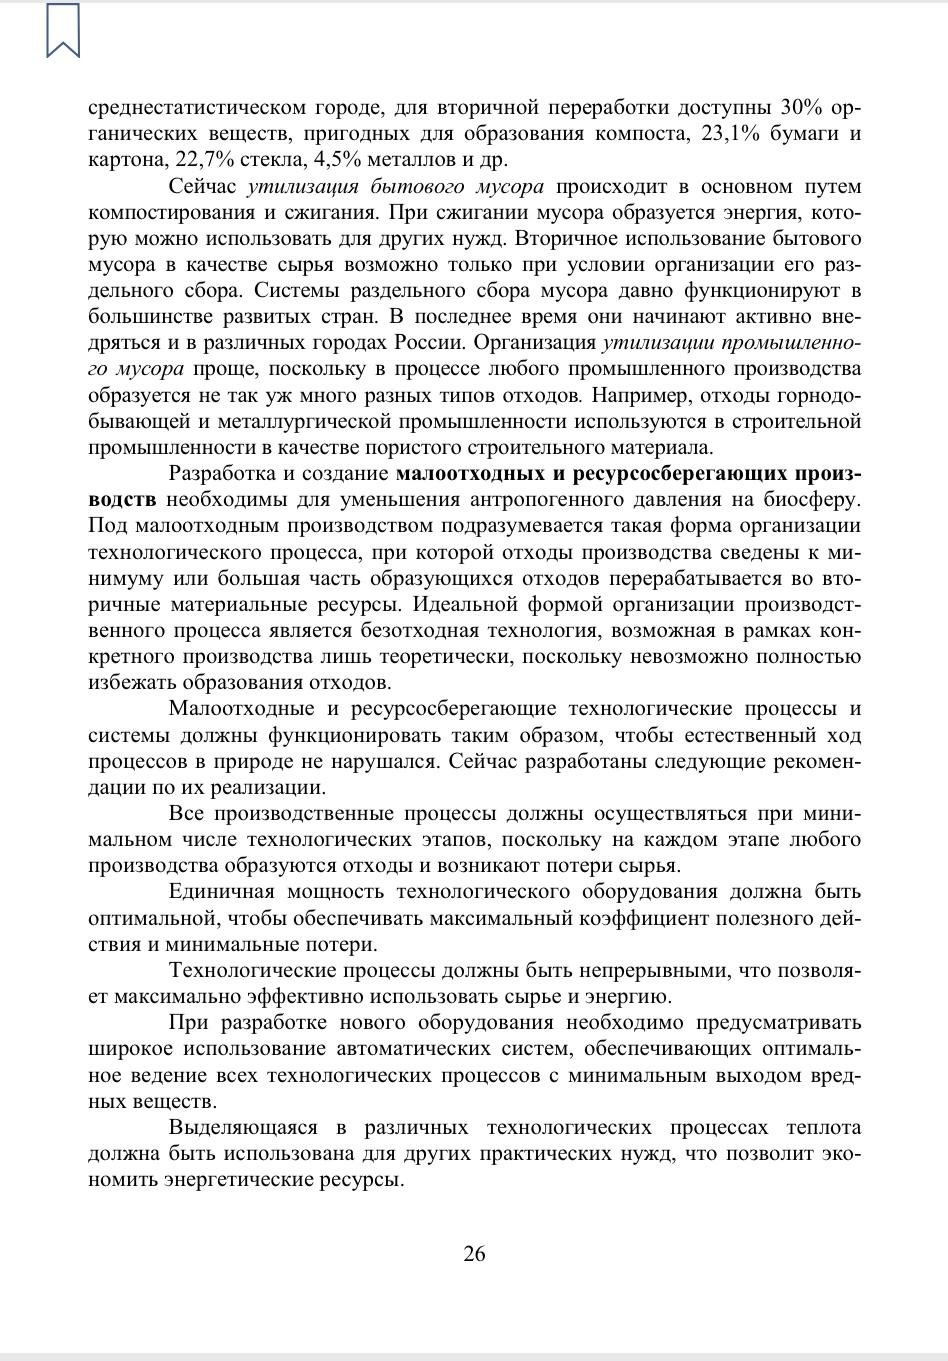 среднестатистическом городе, для вторичной переработки доступны 30% ор-
ганических веществ, пригодных для образования компоста, 23,1% бумаги и
картона, 22,7% стекла, 4,5% металлов и др.
Сейчас утилизация бытового мусора происходит в основном путем
компостирования и сжигания. При сжигании мусора образуется энергия, кото-
рую можно использовать для других нужд. Вторичное использование бытового
мусора в качестве сырья возможно только при условии организации его раз-
дельного сбора. Системы раздельного сбора мусора давно функционируют в
большинстве развитых стран. В последнее время они начинают активно вне-
дряться и в различных городах России. Организация утилизации промышленно-
го мусора проще, поскольку в процессе любого промышленного производства
образуется не так уж много разных типов отходов. Например, отходы горнодо-
бывающей и металлургической промышленности используются в строительной
промышленности в качестве пористого строительного материала.
Разработка и создание малоотходных и ресурсосберегающих произ-
водств необходимы для уменьшения антропогенного давления на биосферу.
Под малоотходным производством подразумевается такая форма организации
технологического процесса, при которой отходы производства сведены к ми-
нимуму или большая часть образующихся отходов перерабатывается во вто-
ричные материальные ресурсы. Идеальной формой организации производст-
венного процесса является безотходная технология, возможная в рамках кон-
кретного производства лишь теоретически, поскольку невозможно полностью
избежать образования отходов.
Малоотходные и ресурсосберегающие технологические процессы и
системы должны функционировать таким образом, чтобы естественный ход
процессов в природе не нарушался. Сейчас разработаны следующие рекомен-
дации по их реализации.
Все производственные процессы должны осуществляться при мини-
мальном числе технологических этапов, поскольку на каждом этапе любого
производства образуются отходы и возникают потери сырья.
Единичная мощность технологического оборудования должна быть
оптимальной, чтобы обеспечивать максимальный коэффициент полезного дей-
ствия и минимальные потери.
Технологические процессы должны быть непрерывными, что позволя-
ет максимально эффективно использовать сырье и энергию.
При разработке нового оборудования необходимо предусматривать
широкое использование автоматических систем, обеспечивающих оптималь-
ное ведение всех технологических процессов с минимальным выходом вред-
ных веществ.
Выделяющаяся в различных технологических процессах теплота
должна быть использована для других практических нужд, что позволит эко-
номить энергетические ресурсы.
26